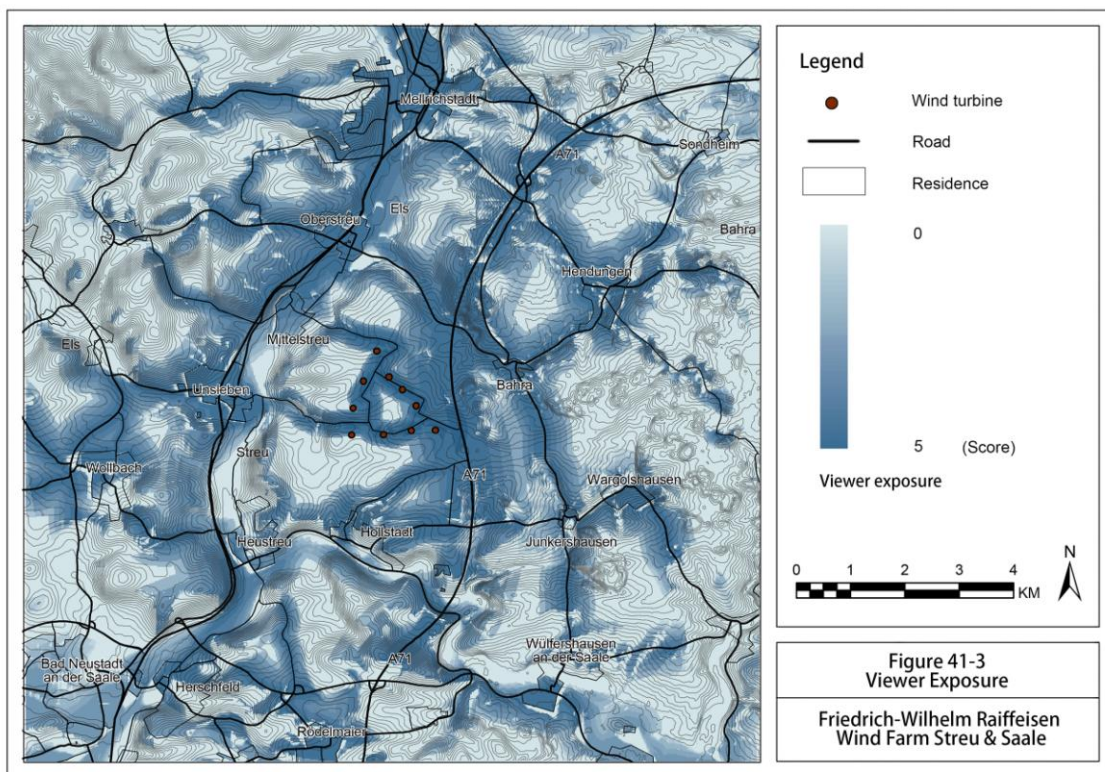 Mellrichstadt
A71
Sondheim
Els
Oberstreu
Bahra
Hendungen
Mittelstreu
Els
Unsleben
Bahra
Streu
Wollbach
A71
Wargolshausen
Hollstadt
Heustreu
Junkershausen
A71
Wülfershausen
an der Saale
Bad Neustadt
an der Saale
Herschfeld
Rödelmaier
Legend
Wind turbine
Road
Residence
0
5 (Score)
Viewer exposure
0 1 2 3 4
KM
N
Figure 41-3
Viewer Exposure
Friedrich-Wilhelm Raiffeisen
Wind Farm Streu & Saale